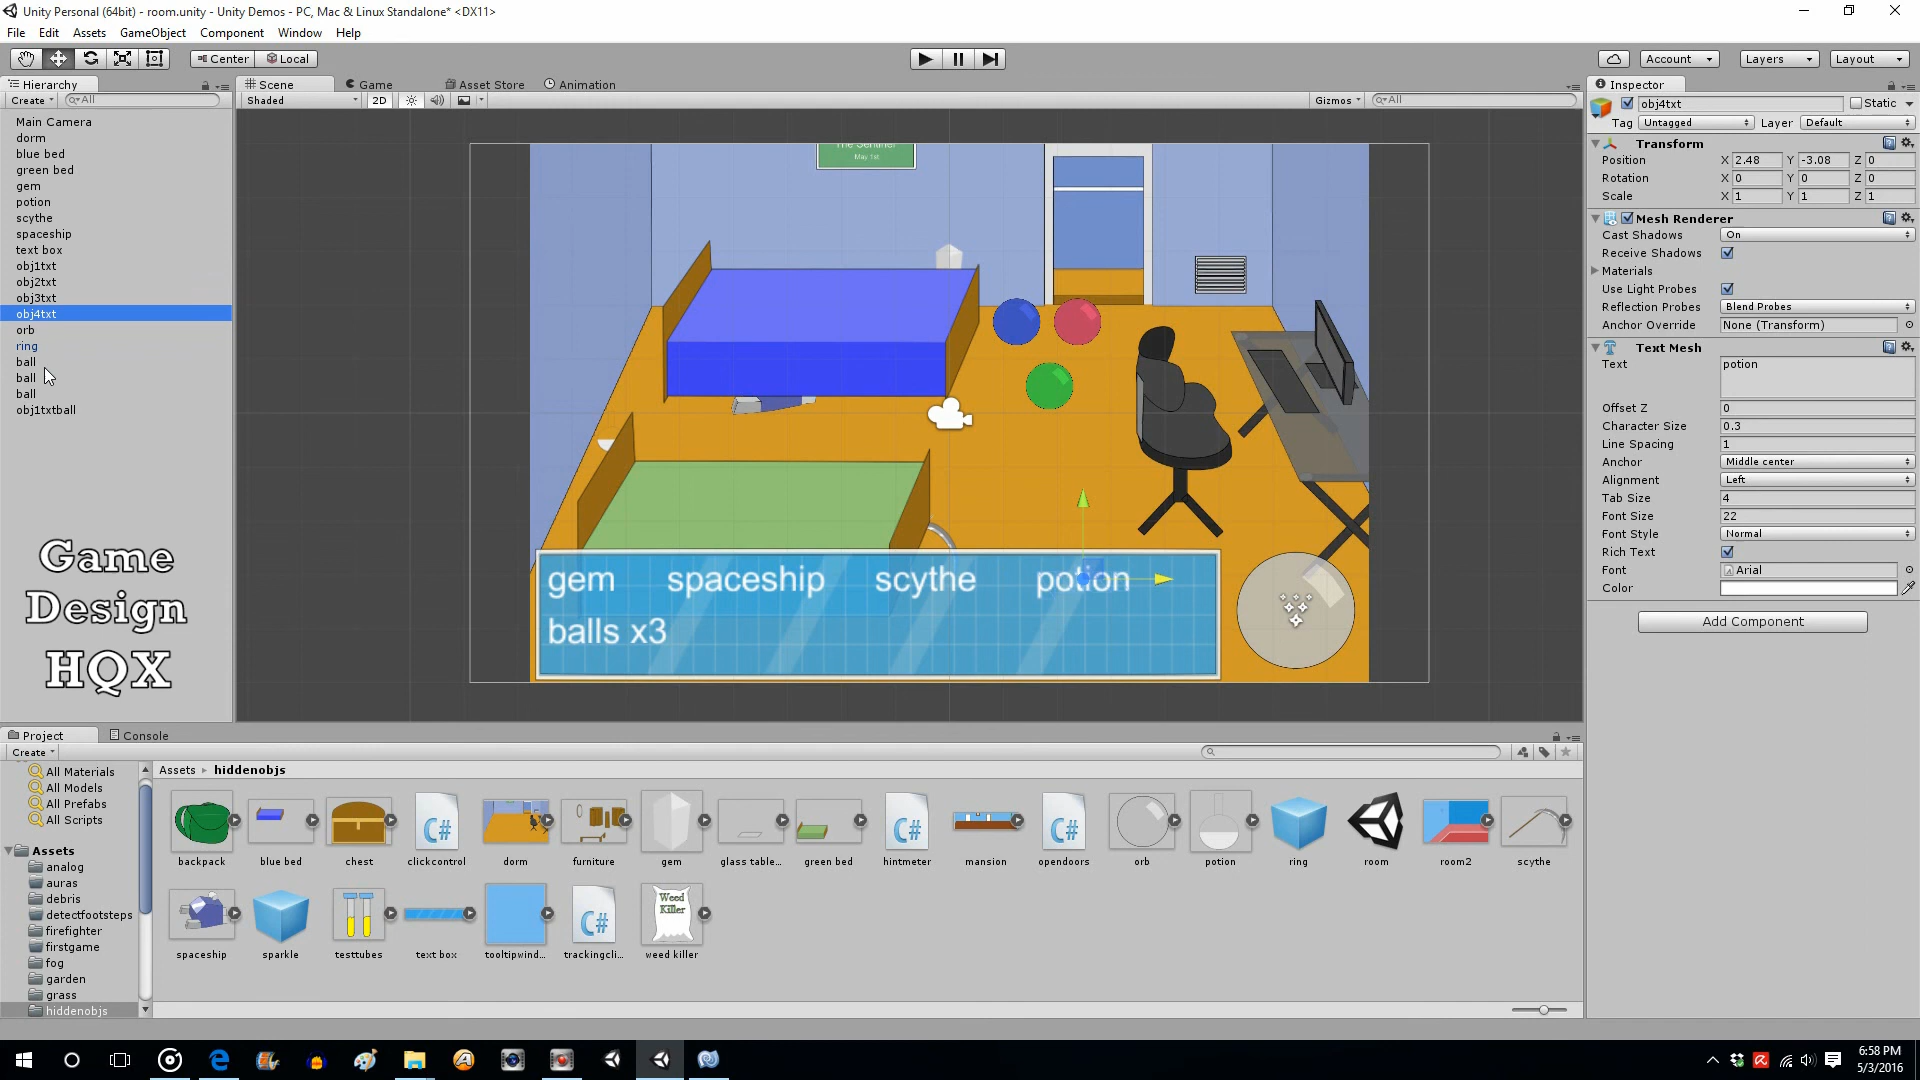 Unity Personal (64bit) - room.unity - Unity Demos - PC, Mac & Linux Standalone* <DX11>
File Edit Assets GameObject Component Window Help
Center Local Account Layers Layout
Hierarchy
Create All
Main Camera
dorm
blue bed
green bed
gem
potion
scythe
spaceship
text box
obj1txt
obj2txt
obj3txt
obj4txt
orb
ring
ball
ball
ball
obj1txtball
Game
Design
HQX
Scene Game Asset Store Animation
Shaded 2D Gizmos All
The Sentinel
May 1st
gem spaceship scythe potion
balls x3
Inspector
obj4txt Static
Tag Untagged Layer Default
Transform
Position X 2.48 Y -3.08 Z 0
Rotation X 0 Y 0 Z 0
Scale X 1 Y 1 Z 1
Mesh Renderer
Cast Shadows On
Receive Shadows
Materials
Use Light Probes
Reflection Probes Blend Probes
Anchor Override None (Transform)
Text Mesh
Text potion
Offset Z 0
Character Size 0.3
Line Spacing 1
Anchor Middle center
Alignment Left
Tab Size 4
Font Size 22
Font Style Normal
Rich Text
Font Arial
Color
Add Component
Project Console
Create
All Materials
All Models
All Prefabs
All Scripts
Assets
analog
auras
debris
detectfootsteps
firefighter
firstgame
fog
garden
grass
hiddenobjs
Assets hiddenobjs
C# C# C#
backpack blue bed chest clickcontrol dorm furniture gem glass table... green bed hintmeter mansion opendoors orb potion ring room room2 scythe
C# Weed
Killer
spaceship sparkle testtubes text box tooltipwind... trackingcli... weed killer
6:58 PM
5/3/2016